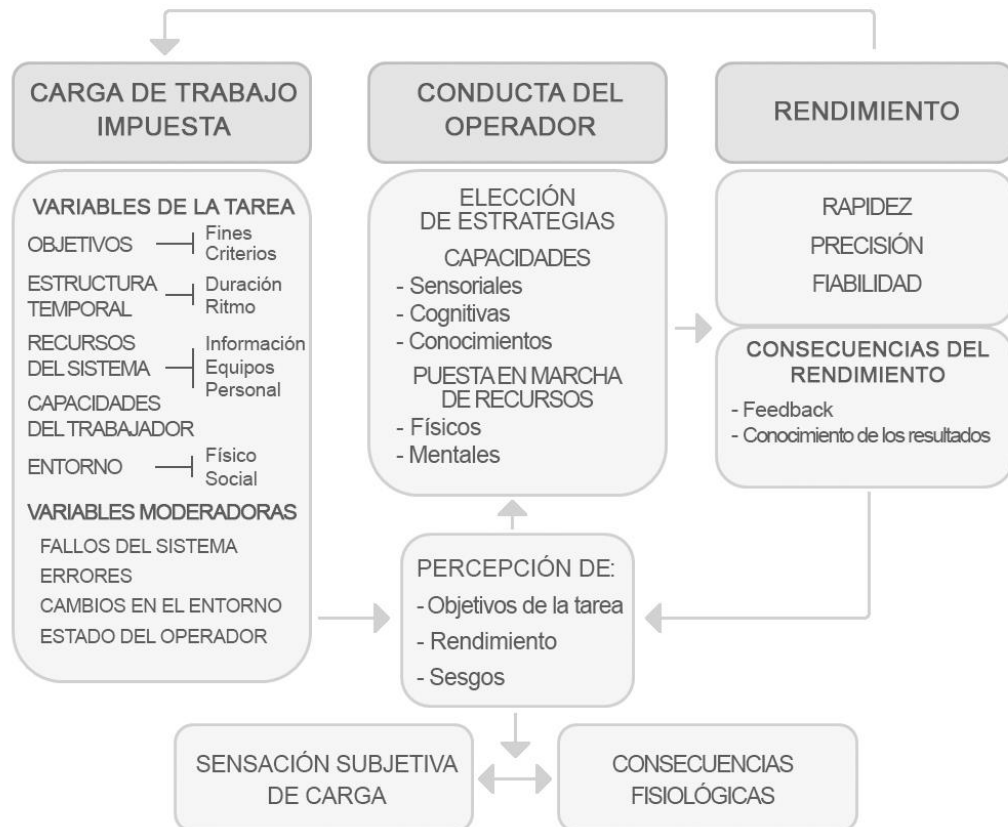 CARGA DE TRABAJO
IMPUESTA
VARIABLES DE LA TAREA
OBJETIVOS
Fines
Criterios
ESTRUCTURA
TEMPORAL
Duración
Ritmo
RECURSOS
DEL SISTEMA
Información
Equipos
Personal
CAPACIDADES
DEL TRABAJADOR
ENTORNO
Físico
Social
VARIABLES MODERADORAS
FALLOS DEL SISTEMA
ERRORES
CAMBIOS EN EL ENTORNO
ESTADO DEL OPERADOR
CONDUCTA DEL
OPERADOR
ELECCIÓN
DE ESTRATEGIAS
CAPACIDADES
- Sensoriales
- Cognitivas
- Conocimientos
PUESTA EN MARCHA
DE RECURSOS
- Físicos
- Mentales
RENDIMIENTO
RAPIDEZ
PRECISIÓN
FIABILIDAD
CONSECUENCIAS DEL
RENDIMIENTO
- Feedback
- Conocimiento de los resultados
PERCEPCIÓN DE:
- Objetivos de la tarea
- Rendimiento
- Sesgos
SENSACIÓN SUBJETIVA
DE CARGA
CONSECUENCIAS
FISIOLÓGICAS